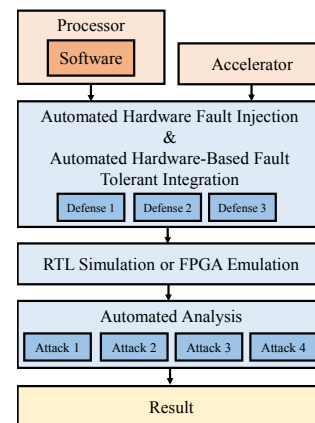 Processor
Software
Accelerator
Automated Hardware Fault Injection
&
Automated Hardware-Based Fault
Tolerant Integration
Defense 1
Defense 2
Defense 3
RTL Simulation or FPGA Emulation
Automated Analysis
Attack 1
Attack 2
Attack 3
Attack 4
Result